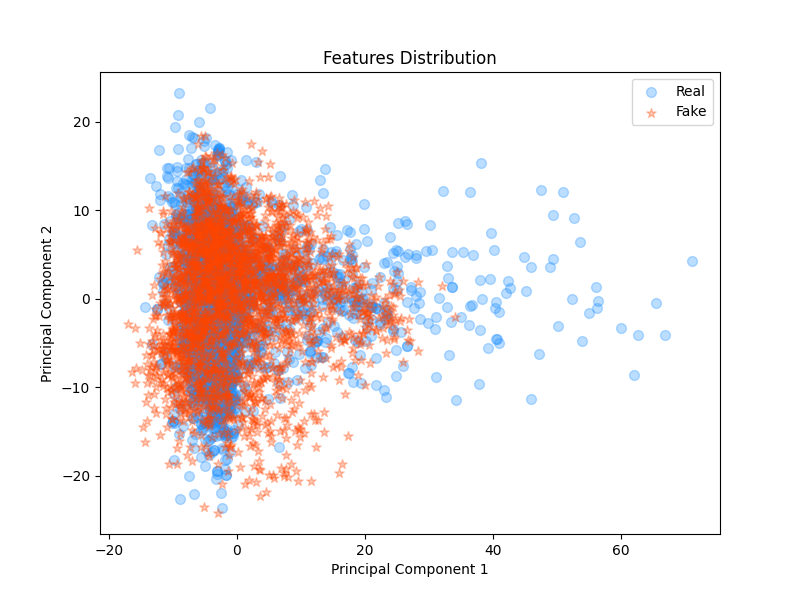 Features Distribution
Real
Fake
Principal Component 2
20
10
0
−10
−20
−20
0
20
40
60
Principal Component 1